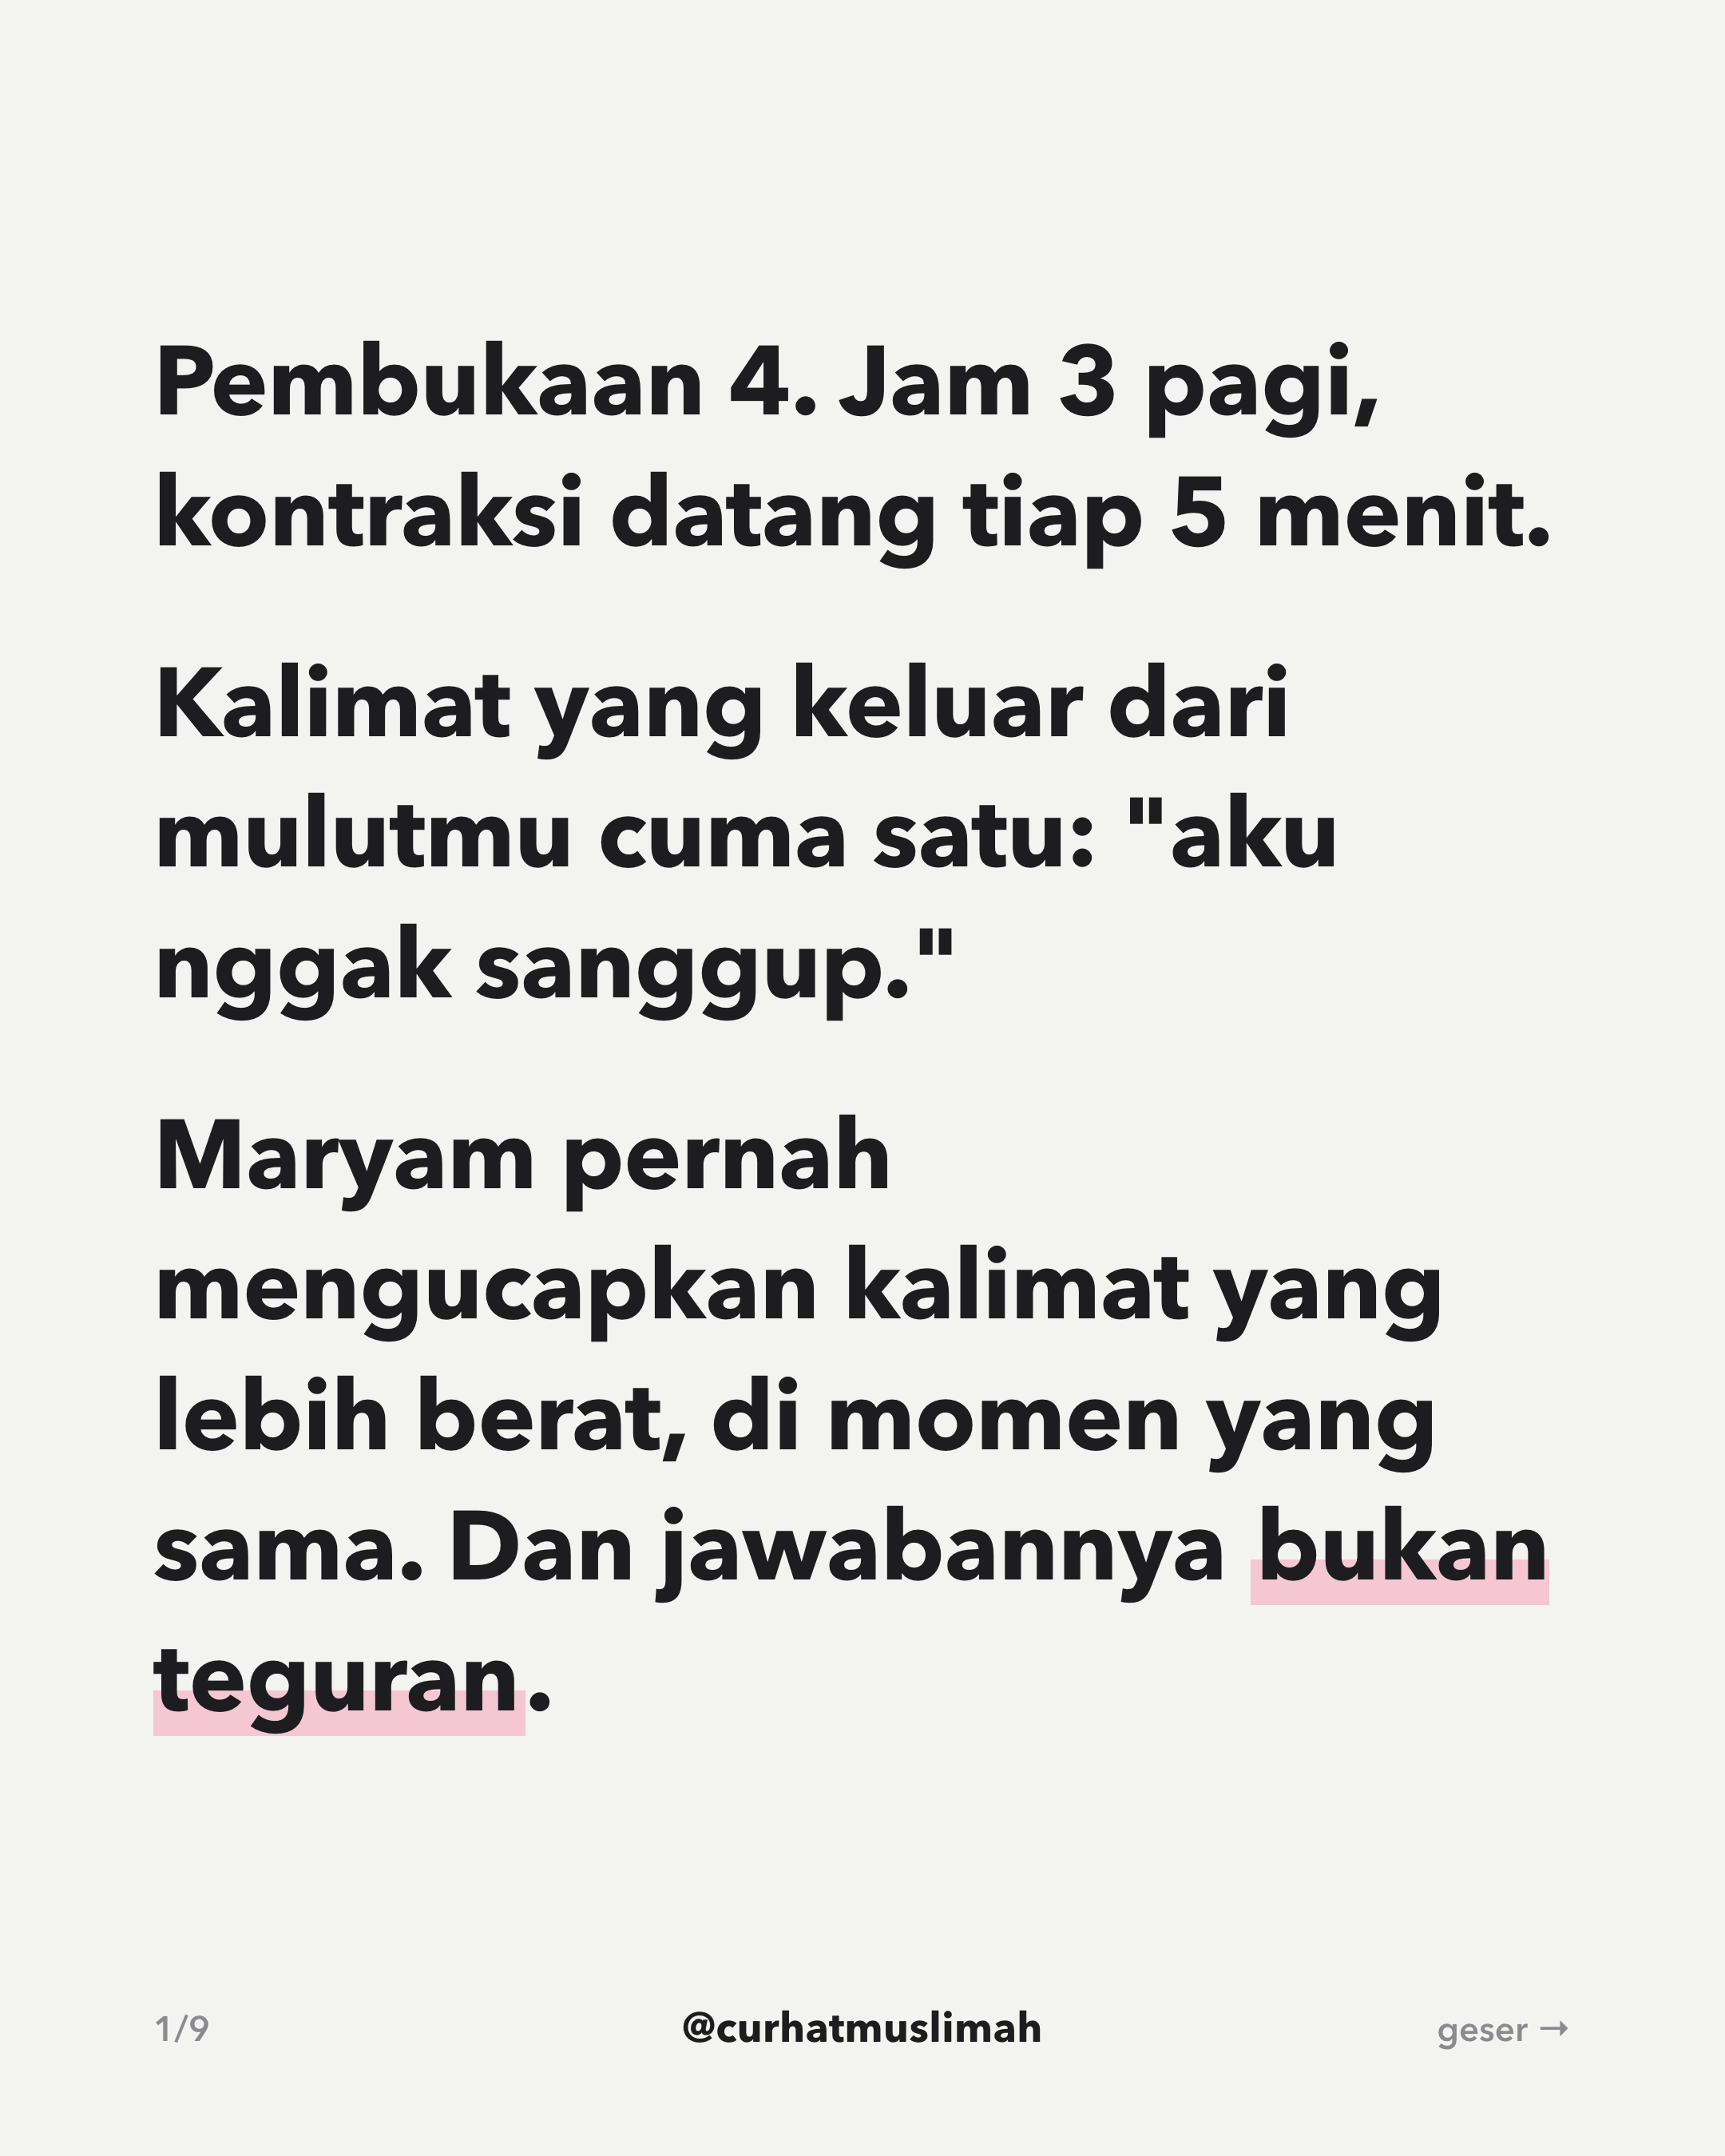 Pembukaan 4. Jam 3 pagi,
kontraksi datang tiap 5 menit.
Kalimat yang keluar dari
mulutmu cuma satu: "aku
nggak sanggup."
Maryam pernah
mengucapkan kalimat yang
lebih berat, di momen yang
sama. Dan jawabannya bukan
teguran.
1/9
@curhatmuslimah
geser →